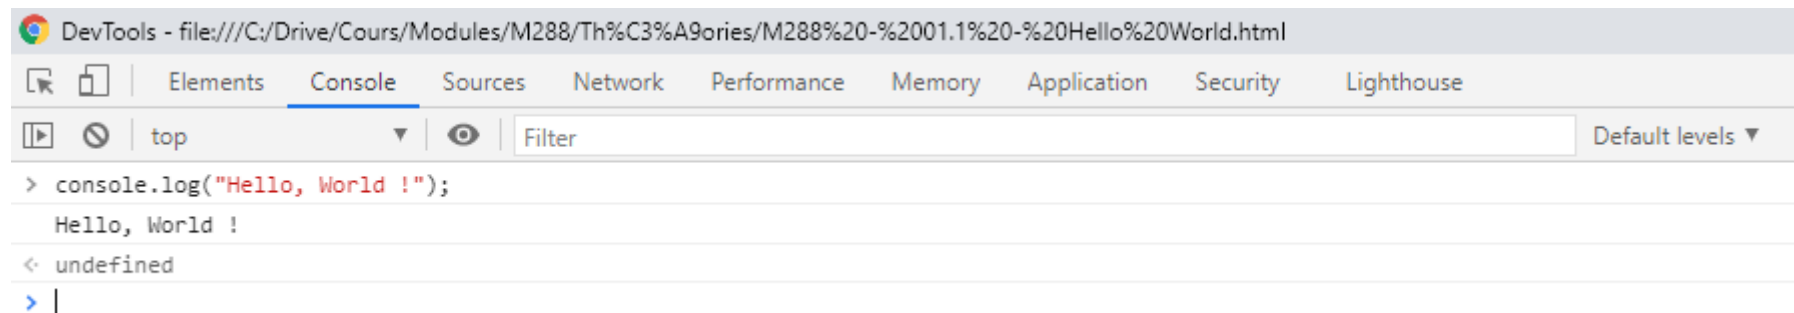 DevTools - file:///C:/Drive/Cours/Modules/M288/Th%C3%A9ories/M288%20-%2001.1%20-%20Hello%20World.html
Elements Console Sources Network Performance Memory Application Security Lighthouse
top Filter Default levels
> console.log("Hello, World !");
Hello, World !
<· undefined
>